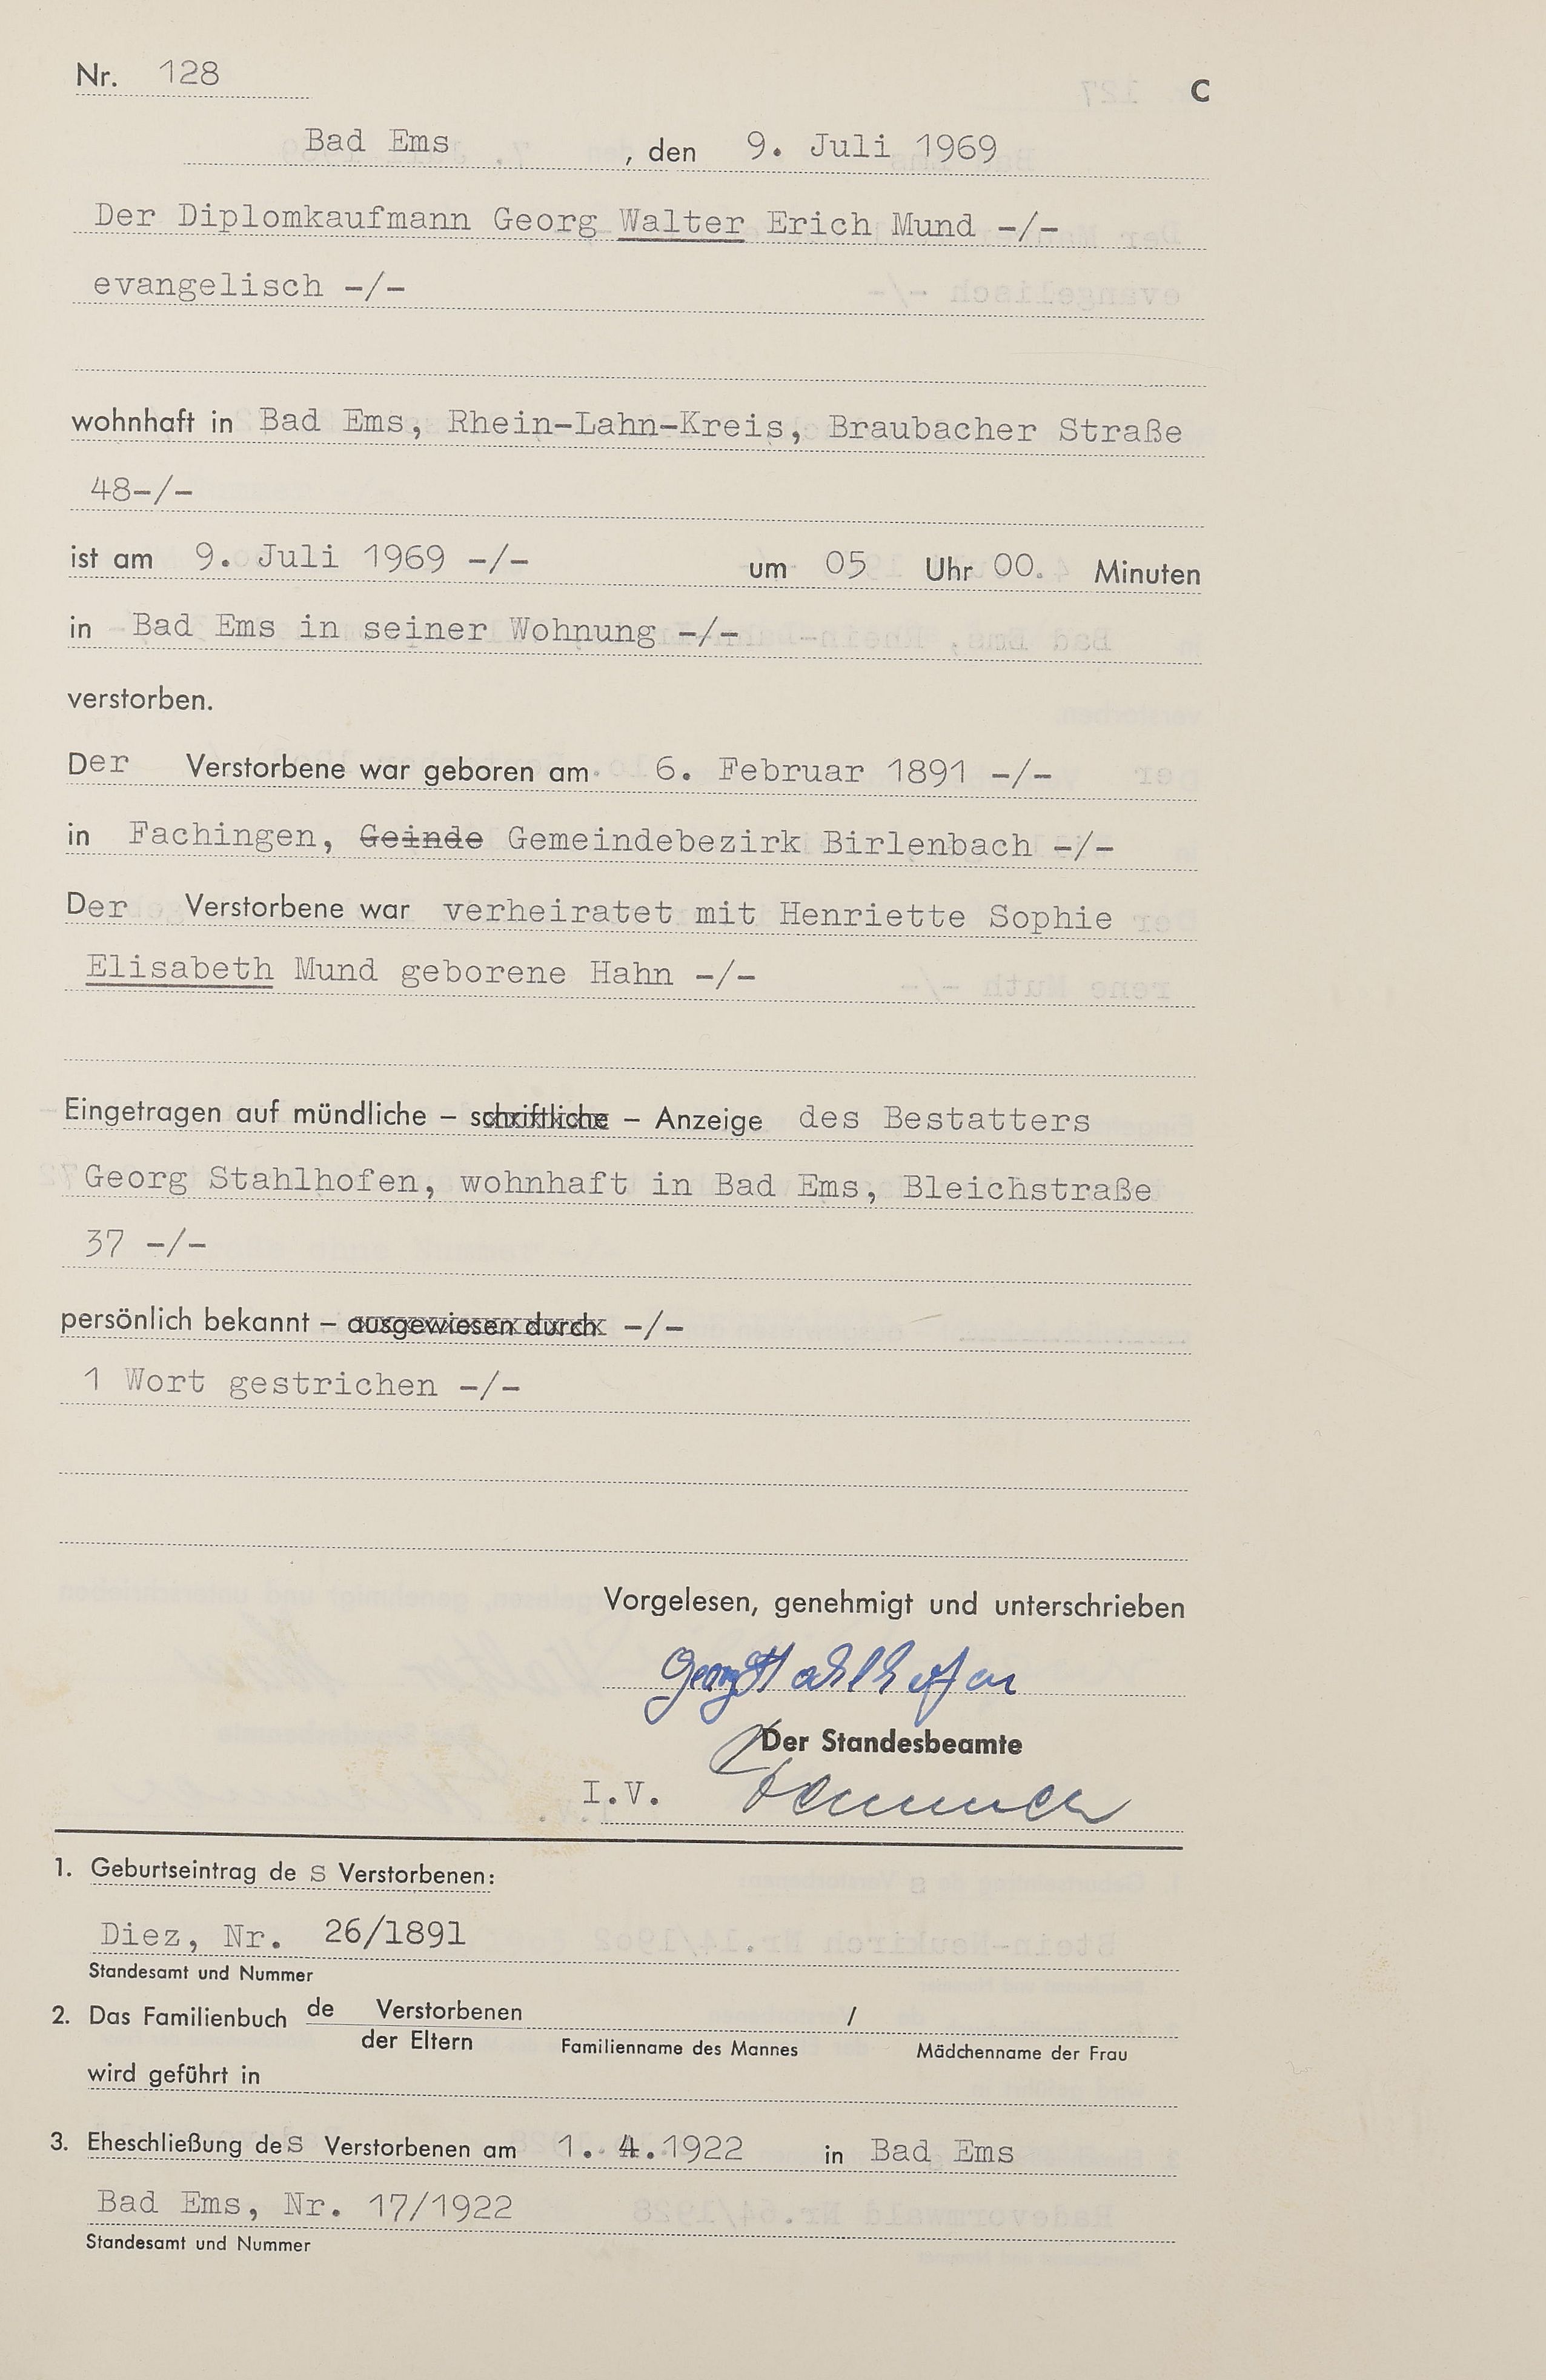 Nr. 128
C
Bad Ems , den 9. Juli 1969
Der Diplomkaufmann Georg Walter Erich Mund -/-
evangelisch -/-
wohnhaft in Bad Ems, Rhein-Lahn-Kreis, Braubacher Straße
48-/-
ist am 9. Juli 1969 -/- um 05 Uhr 00. Minuten
in Bad Ems in seiner Wohnung -/-
verstorben.
Der Verstorbene war geboren am 6. Februar 1891 -/-
in Fachingen, Geinde Gemeindebezirk Birlenbach -/-
Der Verstorbene war verheiratet mit Henriette Sophie
Elisabeth Mund geborene Hahn -/-
Eingetragen auf mündliche – schriftliche – Anzeige des Bestatters
Georg Stahlhofen, wohnhaft in Bad Ems, Bleichstraße
37 -/-
persönlich bekannt – ausgewiesen durch -/-
1 Wort gestrichen -/-
Vorgelesen, genehmigt und unterschrieben
Georg Stahlhofen
Der Standesbeamte
I.V.
1. Geburtseintrag des Verstorbenen:
Diez, Nr. 26/1891
Standesamt und Nummer
2. Das Familienbuch de Verstorbenen /
der Eltern Familienname des Mannes Mädchenname der Frau
wird geführt in
3. Eheschließung des Verstorbenen am 1. 4.1922 in Bad Ems
Bad Ems, Nr. 17/1922
Standesamt und Nummer